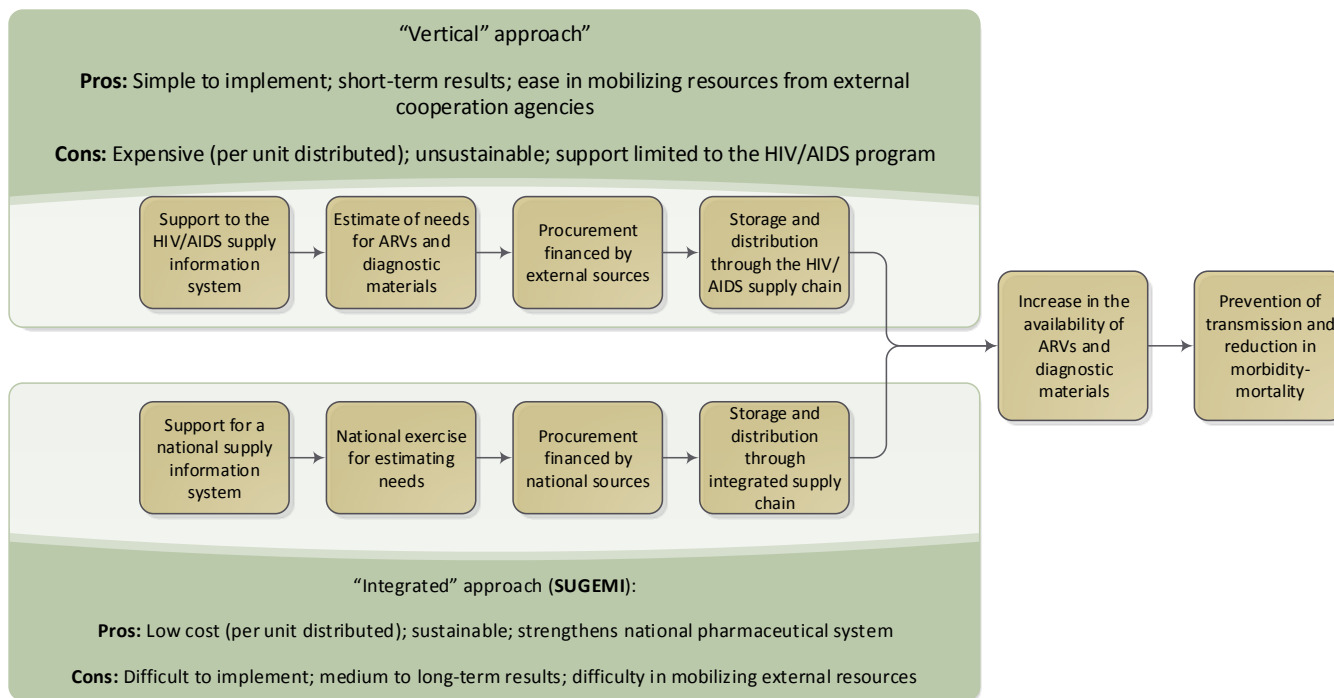 “Vertical” approach”
Pros: Simple to implement; short-term results; ease in mobilizing resources from external
cooperation agencies
Cons: Expensive (per unit distributed); unsustainable; support limited to the HIV/AIDS program
Support to the
HIV/AIDS supply
information
system
Estimate of needs
for ARVs and
diagnostic
materials
Procurement
financed by
external sources
Storage and
distribution
through the HIV/
AIDS supply chain
Increase in the
availability of
ARVs and
diagnostic
materials
Prevention of
transmission and
reduction in
morbidity-
mortality
Support for a
national supply
information
system
National exercise
for estimating
needs
Procurement
financed by
national sources
Storage and
distribution
through
integrated supply
chain
“Integrated” approach (SUGEMI):
Pros: Low cost (per unit distributed); sustainable; strengthens national pharmaceutical system
Cons: Difficult to implement; medium to long-term results; difficulty in mobilizing external resources